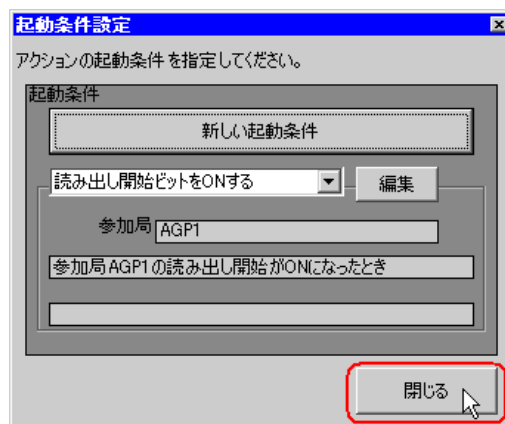 起動条件設定
アクションの起動条件を指定してください。
起動条件
新しい起動条件
読み出し開始ビットをONする
編集
参加局 AGP1
参加局AGP1の読み出し開始がONになったとき
閉じる